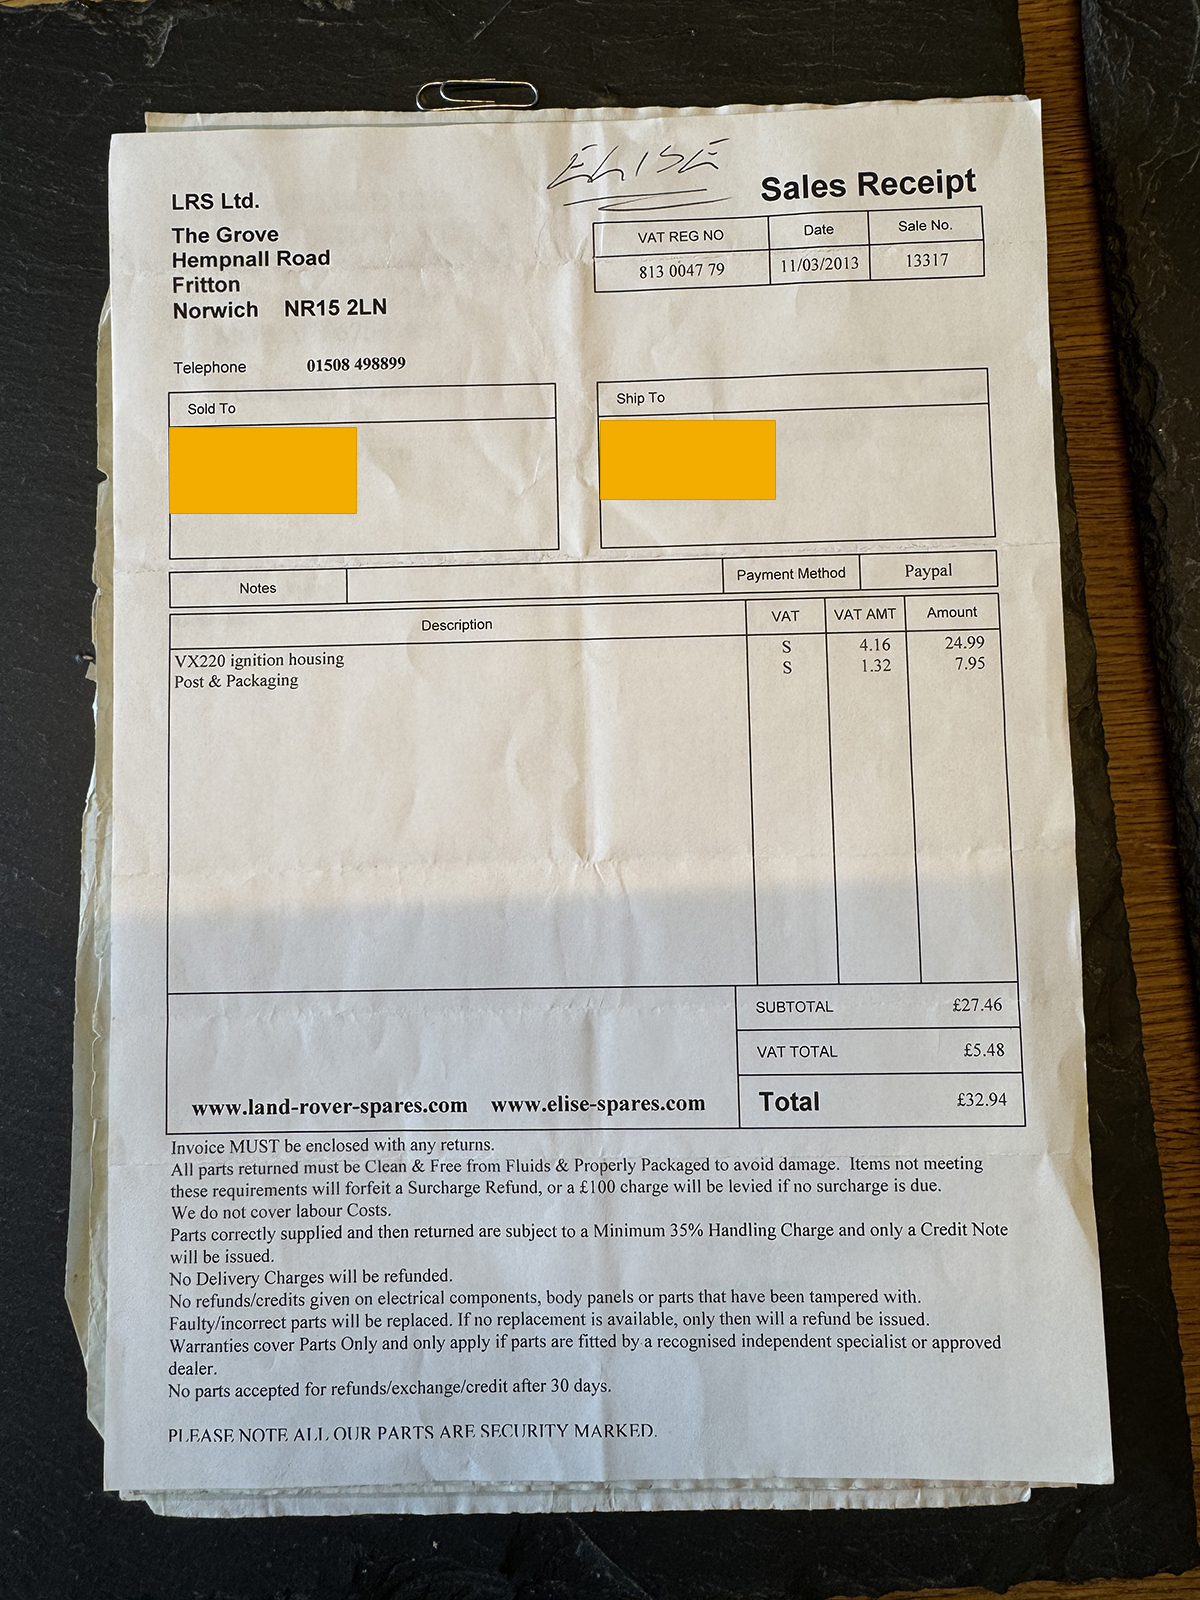 ELISE
Sales Receipt
LRS Ltd.
The Grove
Hempnall Road
Fritton
Norwich NR15 2LN
VAT REG NO Date Sale No.
813 0047 79 11/03/2013 13317
Telephone 01508 498899
Sold To
Ship To
Notes Payment Method Paypal
Description VAT VAT AMT Amount
VX220 ignition housing S 4.16 24.99
Post & Packaging S 1.32 7.95
SUBTOTAL £27.46
VAT TOTAL £5.48
www.land-rover-spares.com www.elise-spares.com
Total £32.94
Invoice MUST be enclosed with any returns.
All parts returned must be Clean & Free from Fluids & Properly Packaged to avoid damage. Items not meeting
these requirements will forfeit a Surcharge Refund, or a £100 charge will be levied if no surcharge is due.
We do not cover labour Costs.
Parts correctly supplied and then returned are subject to a Minimum 35% Handling Charge and only a Credit Note
will be issued.
No Delivery Charges will be refunded.
No refunds/credits given on electrical components, body panels or parts that have been tampered with.
Faulty/incorrect parts will be replaced. If no replacement is available, only then will a refund be issued.
Warranties cover Parts Only and only apply if parts are fitted by a recognised independent specialist or approved
dealer.
No parts accepted for refunds/exchange/credit after 30 days.
PLEASE NOTE ALL OUR PARTS ARE SECURITY MARKED.